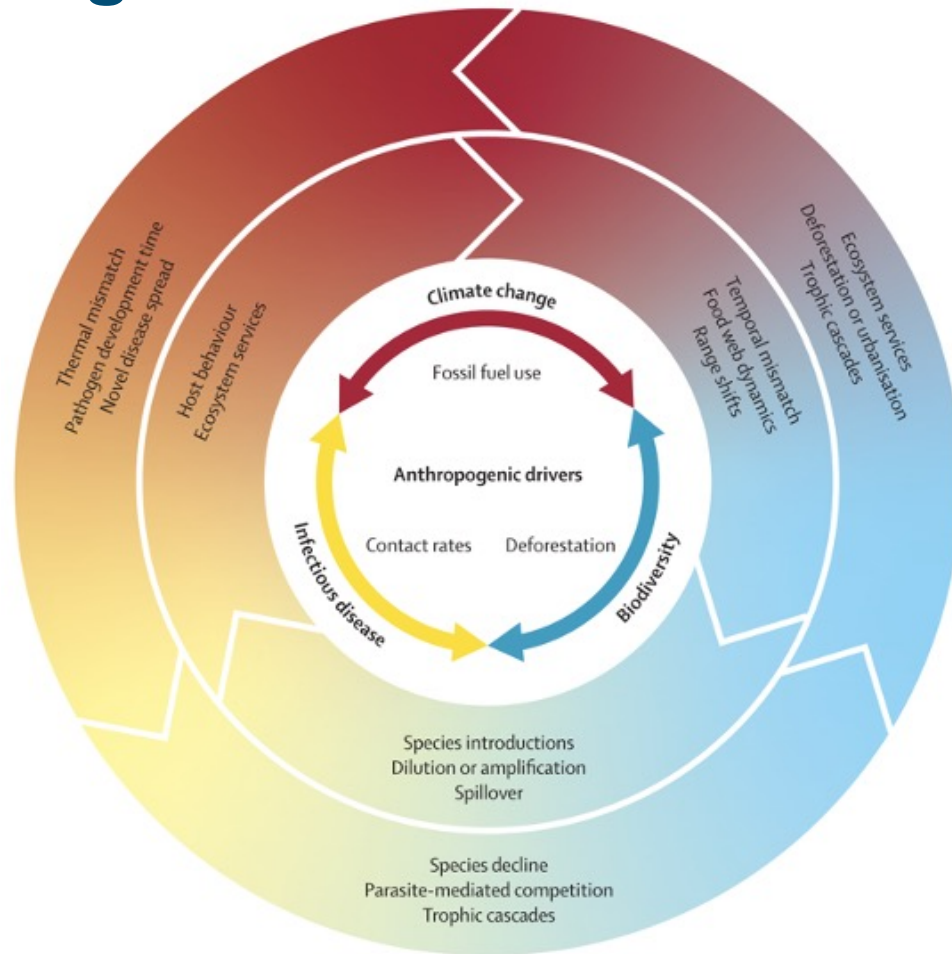 Climate change
Fossil fuel use
Anthropogenic drivers
Contact rates
Deforestation
Infectious disease
Biodiversity
Host behaviour
Ecosystem services
Temporal mismatch
Food web dynamics
Range shifts
Species introductions
Dilution or amplification
Spillover
Thermal mismatch
Pathogen development time
Novel disease spread
Ecosystem services
Deforestation or urbanisation
Trophic cascades
Species decline
Parasite-mediated competition
Trophic cascades